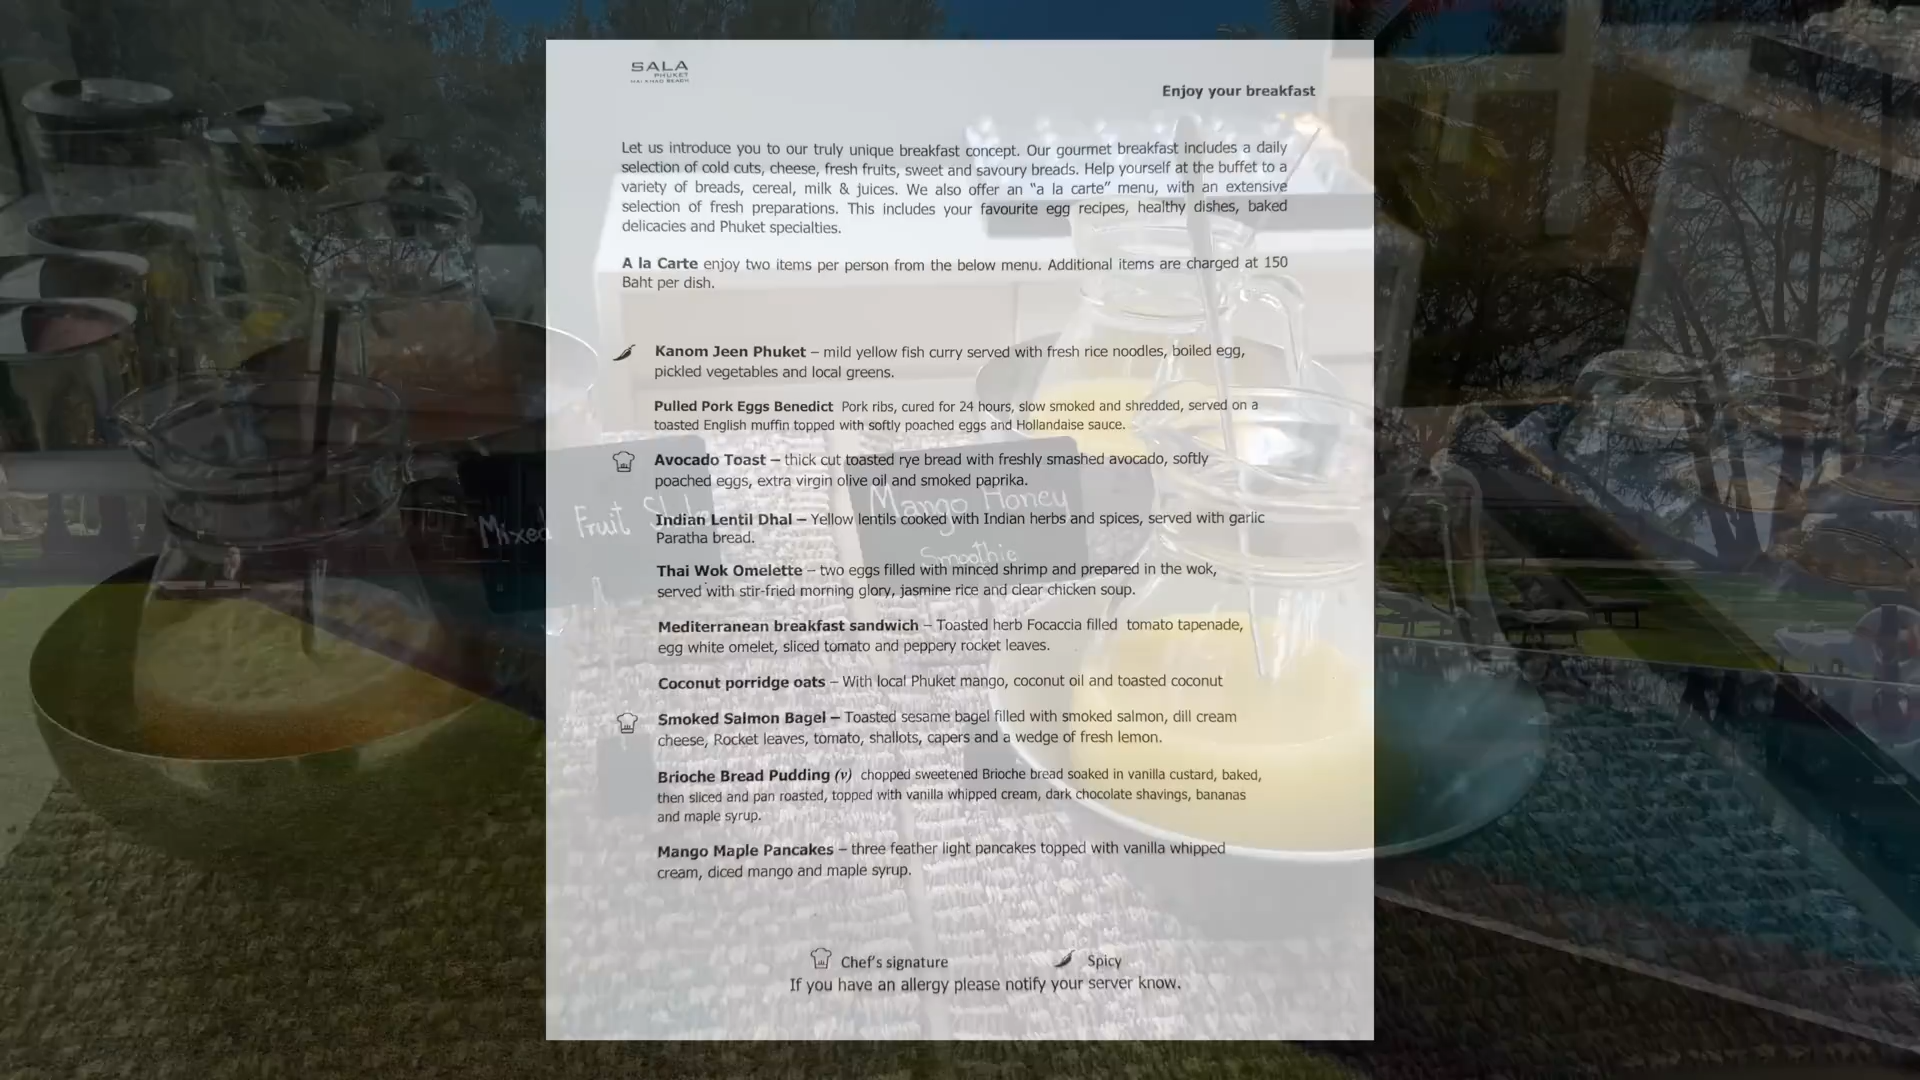 SALA
PHUKET
MAI KHAO BEACH
Enjoy your breakfast
Let us introduce you to our truly unique breakfast concept. Our gourmet breakfast includes a daily
selection of cold cuts, cheese, fresh fruits, sweet and savoury breads. Help yourself at the buffet to a
variety of breads, cereal, milk & juices. We also offer an “a la carte” menu, with an extensive
selection of fresh preparations. This includes your favourite egg recipes, healthy dishes, baked
delicacies and Phuket specialties.
A la Carte enjoy two items per person from the below menu. Additional items are charged at 150
Baht per dish.
Kanom Jeen Phuket – mild yellow fish curry served with fresh rice noodles, boiled egg,
pickled vegetables and local greens.
Pulled Pork Eggs Benedict Pork ribs, cured for 24 hours, slow smoked and shredded, served on a
toasted English muffin topped with softly poached eggs and Hollandaise sauce.
Avocado Toast – thick cut toasted rye bread with freshly smashed avocado, softly
poached eggs, extra virgin olive oil and smoked paprika.
Mixed Fruit
Mango Honey
Smoothie
Indian Lentil Dhal – Yellow lentils cooked with Indian herbs and spices, served with garlic
Paratha bread.
Thai Wok Omelette – two eggs filled with minced shrimp and prepared in the wok,
served with stir-fried morning glory, jasmine rice and clear chicken soup.
Mediterranean breakfast sandwich – Toasted herb Focaccia filled tomato tapenade,
egg white omelet, sliced tomato and peppery rocket leaves.
Coconut porridge oats – With local Phuket mango, coconut oil and toasted coconut
Smoked Salmon Bagel – Toasted sesame bagel filled with smoked salmon, dill cream
cheese, Rocket leaves, tomato, shallots, capers and a wedge of fresh lemon.
Brioche Bread Pudding (v) chopped sweetened Brioche bread soaked in vanilla custard, baked,
then sliced and pan roasted, topped with vanilla whipped cream, dark chocolate shavings, bananas
and maple syrup.
Mango Maple Pancakes – three feather light pancakes topped with vanilla whipped
cream, diced mango and maple syrup.
Chef's signature
Spicy
If you have an allergy please notify your server know.